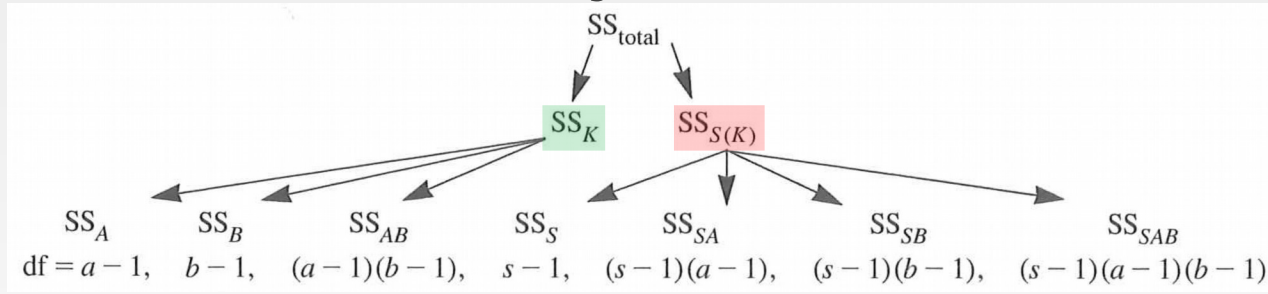 SS_total
SS_K SS_S(K)
SS_A SS_B SS_AB SS_S SS_SA SS_SB SS_SAB
df = a − 1, b − 1, (a − 1)(b − 1), s − 1, (s − 1)(a − 1), (s − 1)(b − 1), (s − 1)(a − 1)(b − 1)